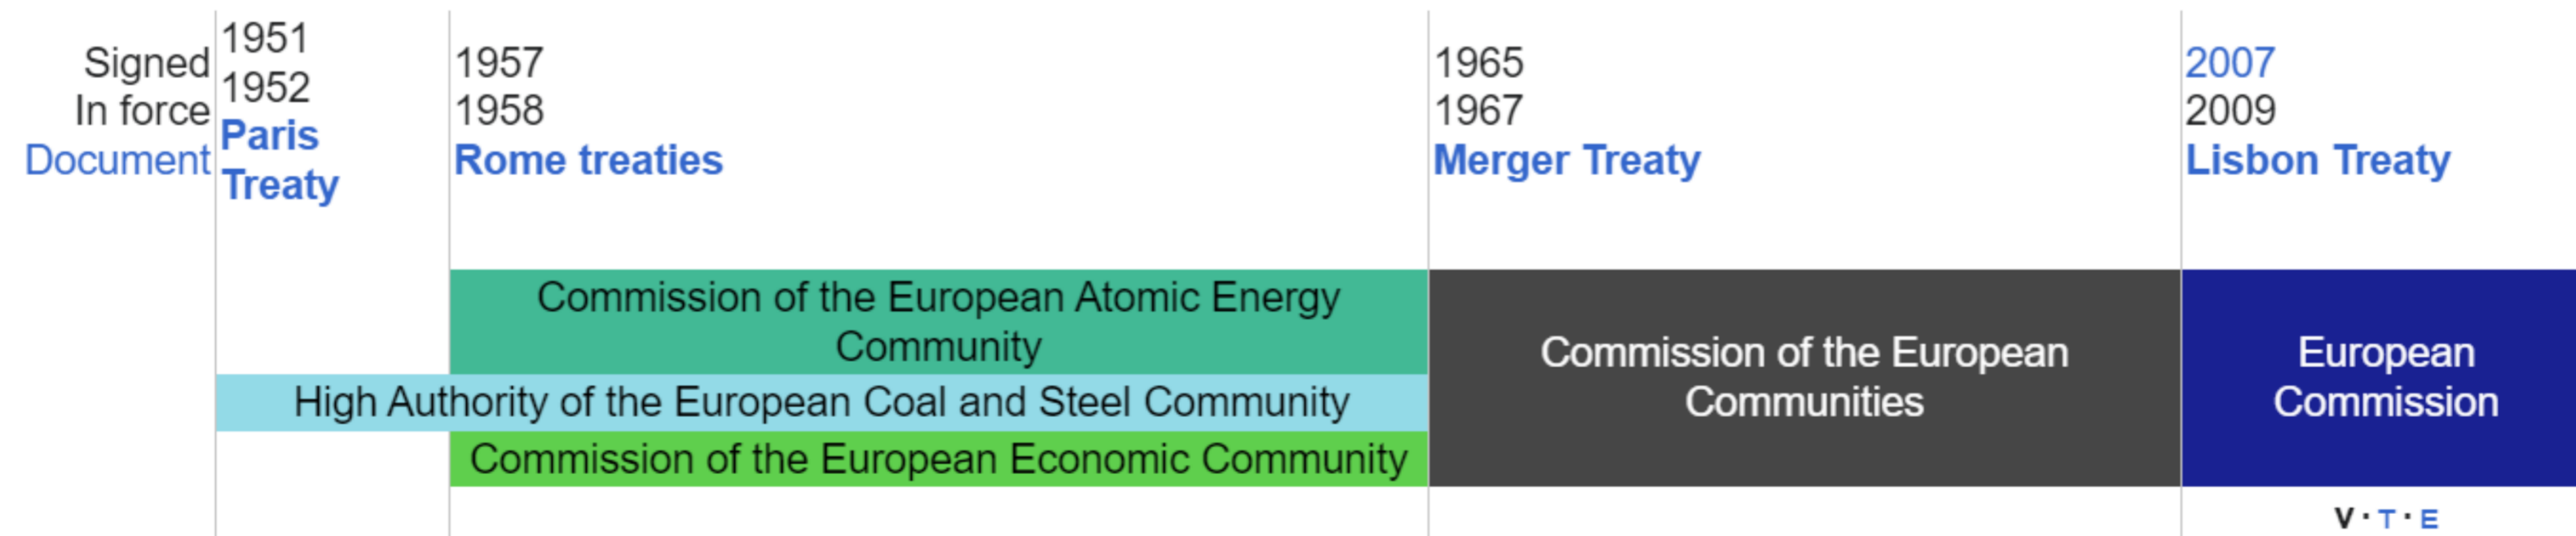 Signed
In force
Document
1951
1952
Paris
Treaty
1957
1958
Rome treaties
1965
1967
Merger Treaty
2007
2009
Lisbon Treaty
Commission of the European Atomic Energy
Community
High Authority of the European Coal and Steel Community
Commission of the European Economic Community
Commission of the European
Communities
European
Commission
V · T · E